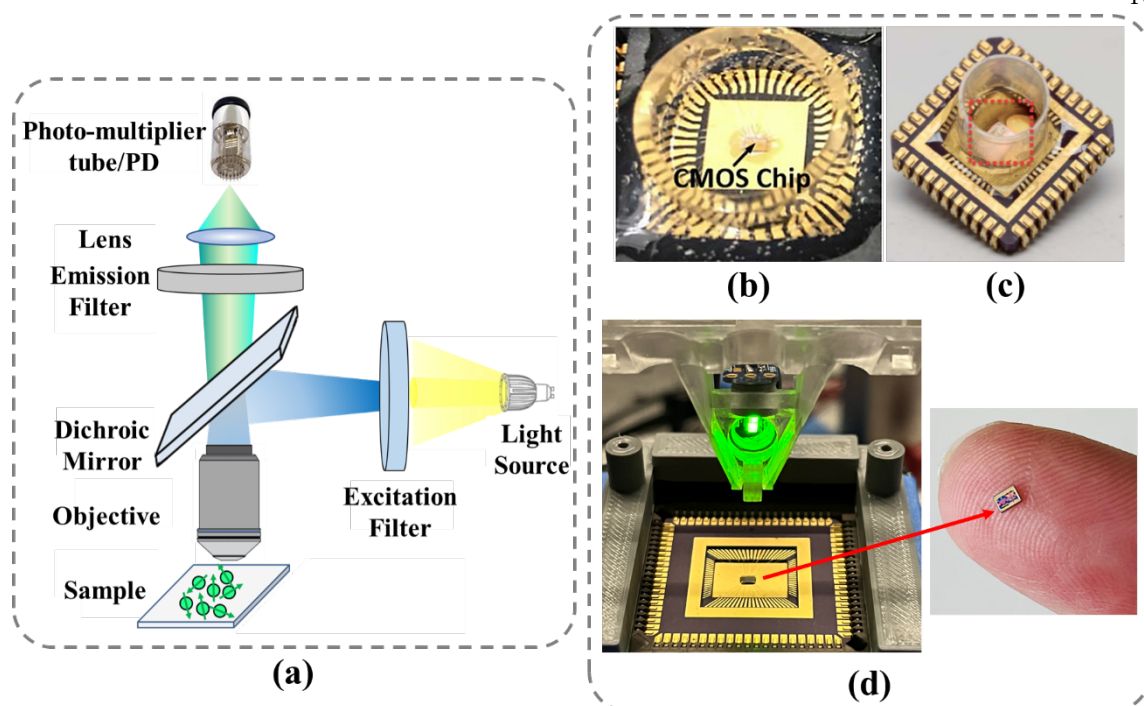 Photo-multiplier
tube/PD
Lens
Emission
Filter
Dichroic
Mirror
Light
Source
Excitation
Filter
Objective
Sample
(a)
CMOS Chip
(b)
(c)
(d)